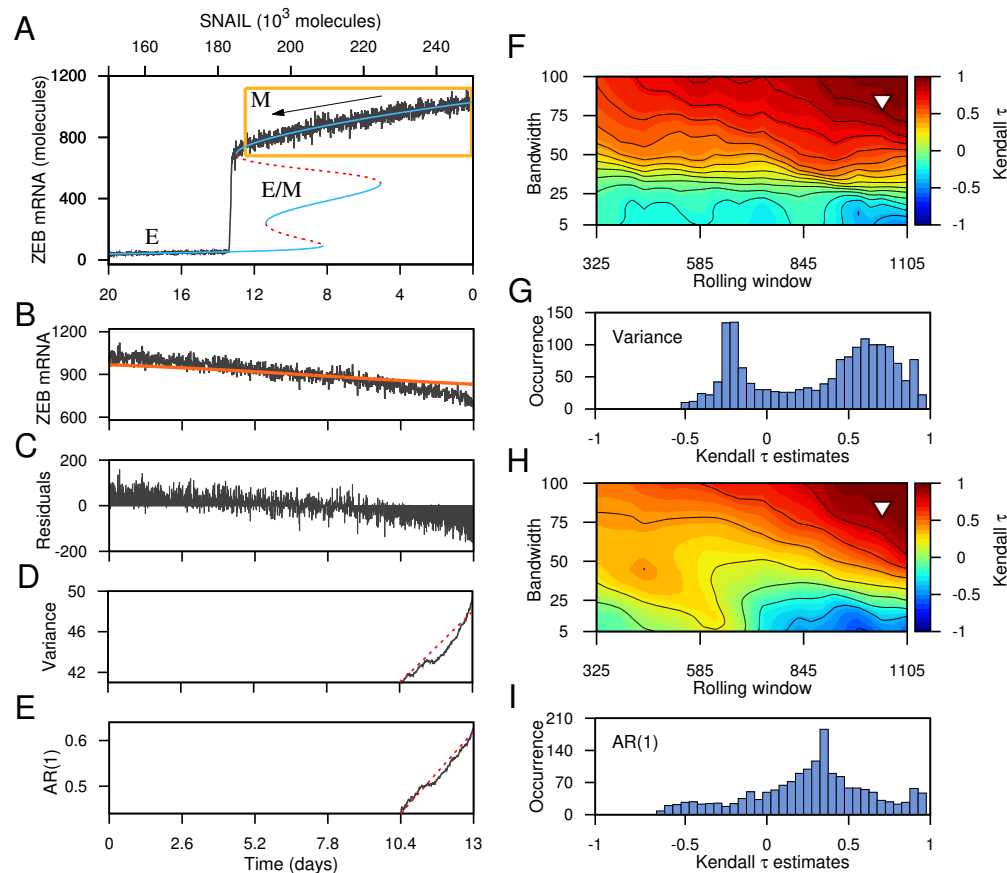 A
SNAIL (10³ molecules)
160 180 200 220 240
ZEB mRNA (molecules)
1200
800
400
0
M
E/M
E
20 16 12 8 4 0
B
ZEB mRNA
1200
900
600
C
Residuals
200
0
-200
D
Variance
50
46
42
E
AR(1)
0.6
0.5
0 2.6 5.2 7.8 10.4 13
Time (days)
F
Bandwidth
100
75
50
25
5
325 585 845 1105
Rolling window
1
0.5
0
-0.5
-1
Kendall τ
G
Occurrence
150
100
50
0
Variance
-1 -0.5 0 0.5 1
Kendall τ estimates
H
Bandwidth
100
75
50
25
5
325 585 845 1105
Rolling window
1
0.5
0
-0.5
-1
Kendall τ
I
Occurrence
210
140
70
0
AR(1)
-1 -0.5 0 0.5 1
Kendall τ estimates